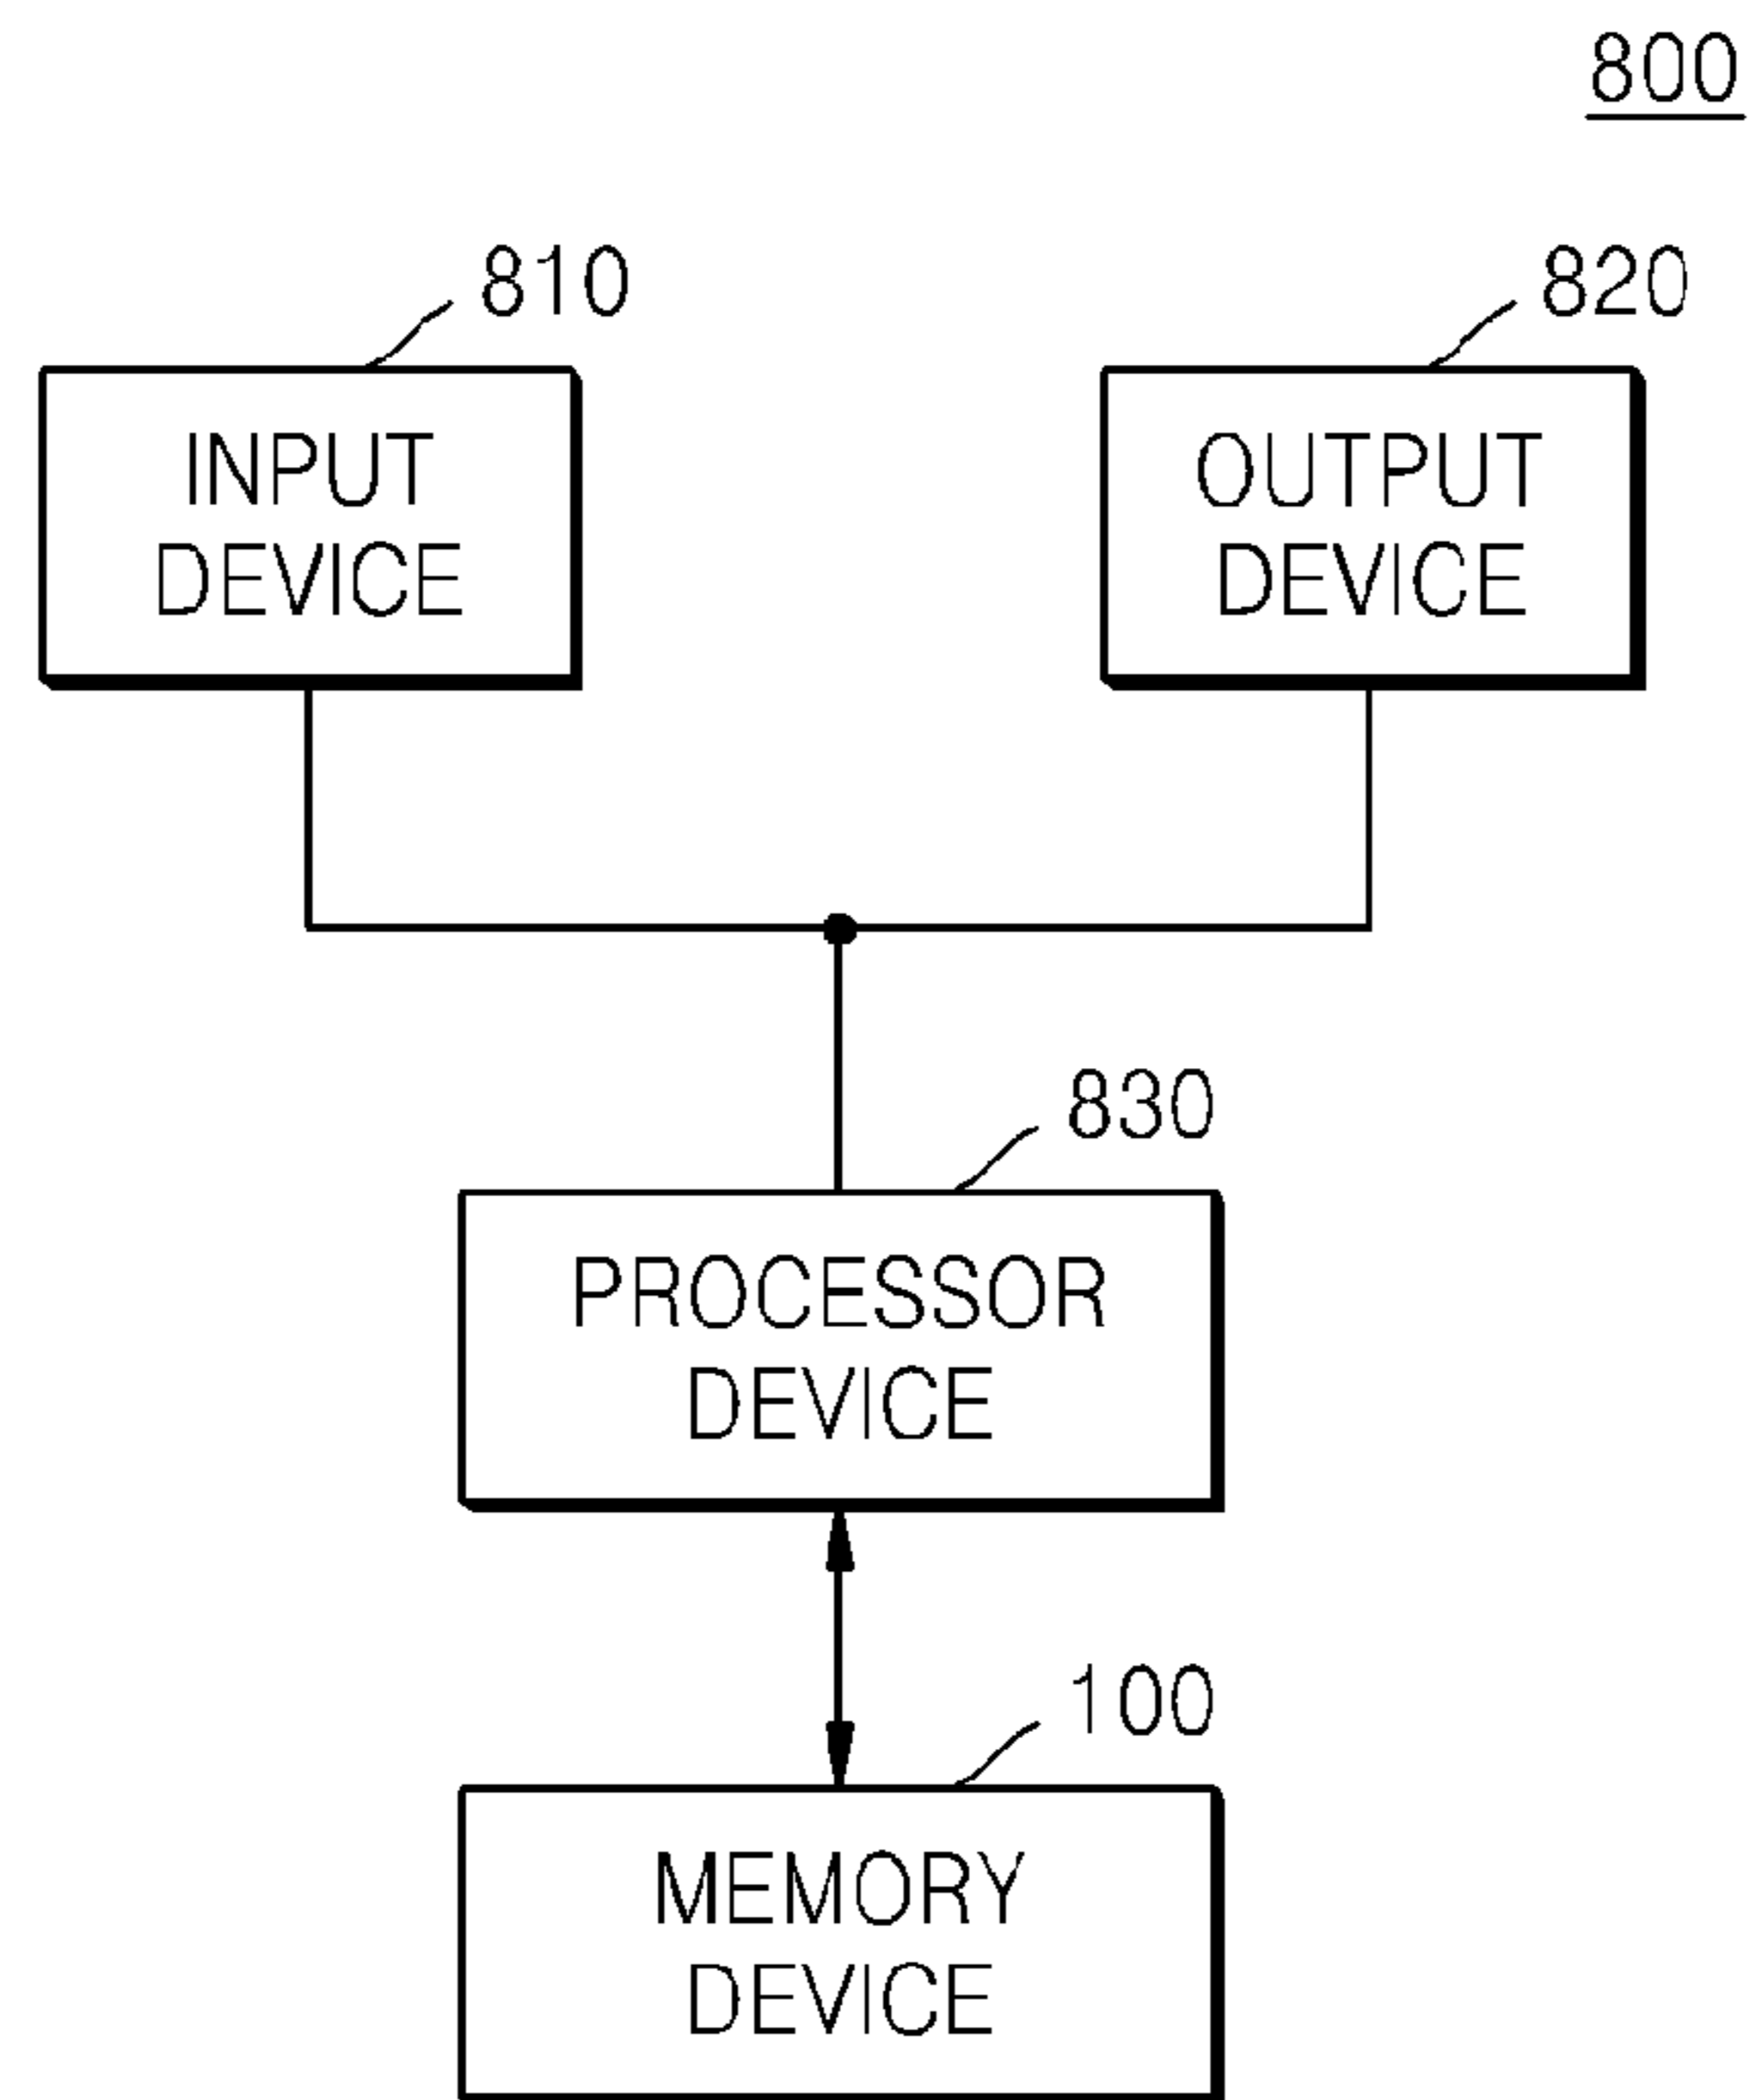 800
810
820
INPUT
DEVICE
OUTPUT
DEVICE
830
PROCESSOR
DEVICE
100
MEMORY
DEVICE